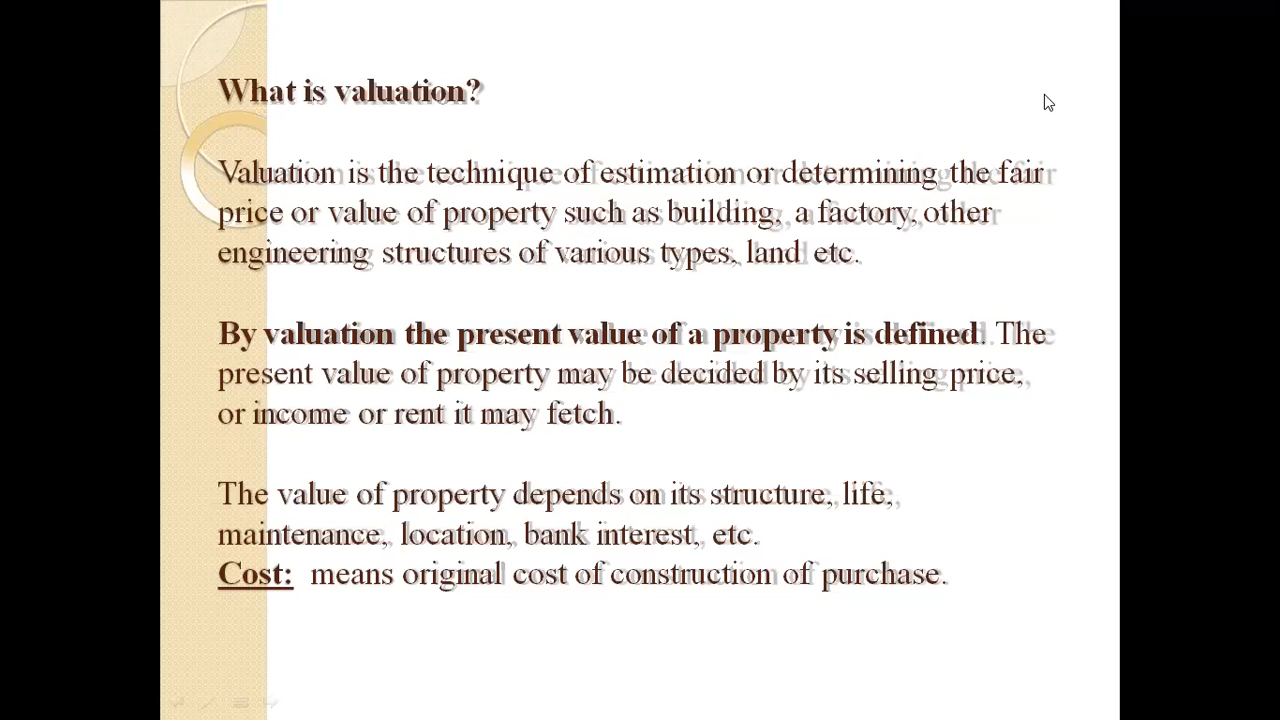 What is valuation?
Valuation is the technique of estimation or determining the fair
price or value of property such as building, a factory, other
engineering structures of various types, land etc.
By valuation the present value of a property is defined. The
present value of property may be decided by its selling price,
or income or rent it may fetch.
The value of property depends on its structure, life,
maintenance, location, bank interest, etc.
Cost: means original cost of construction of purchase.